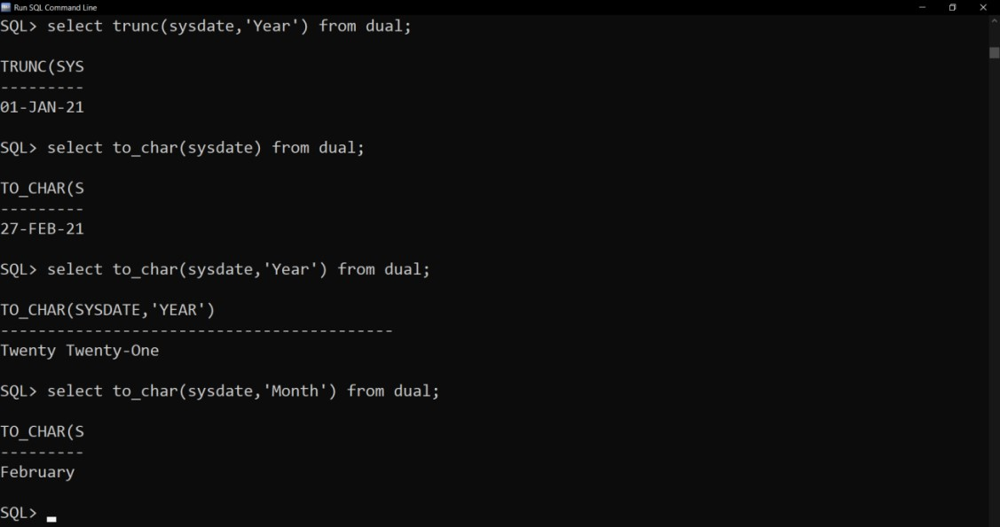 Run SQL Command Line
SQL> select trunc(sysdate,'Year') from dual;
TRUNC(SYS
---------
01-JAN-21
SQL> select to_char(sysdate) from dual;
TO_CHAR(S
---------
27-FEB-21
SQL> select to_char(sysdate,'Year') from dual;
TO_CHAR(SYSDATE,'YEAR')
------------------------------------------
Twenty Twenty-One
SQL> select to_char(sysdate,'Month') from dual;
TO_CHAR(S
---------
February
SQL>